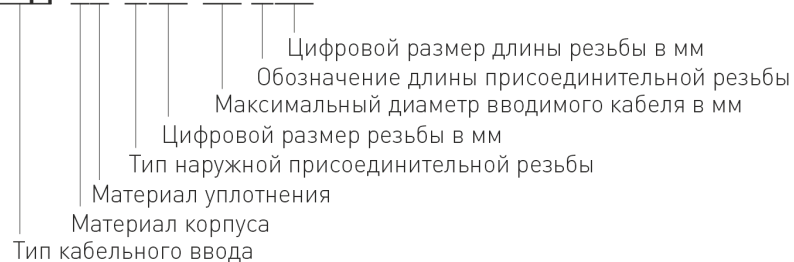 Цифровой размер длины резьбы в мм
Обозначение длины присоединительной резьбы
Максимальный диаметр вводимого кабеля в мм
Цифровой размер резьбы в мм
Тип наружной присоединительной резьбы
Материал уплотнения
Материал корпуса
Тип кабельного ввода